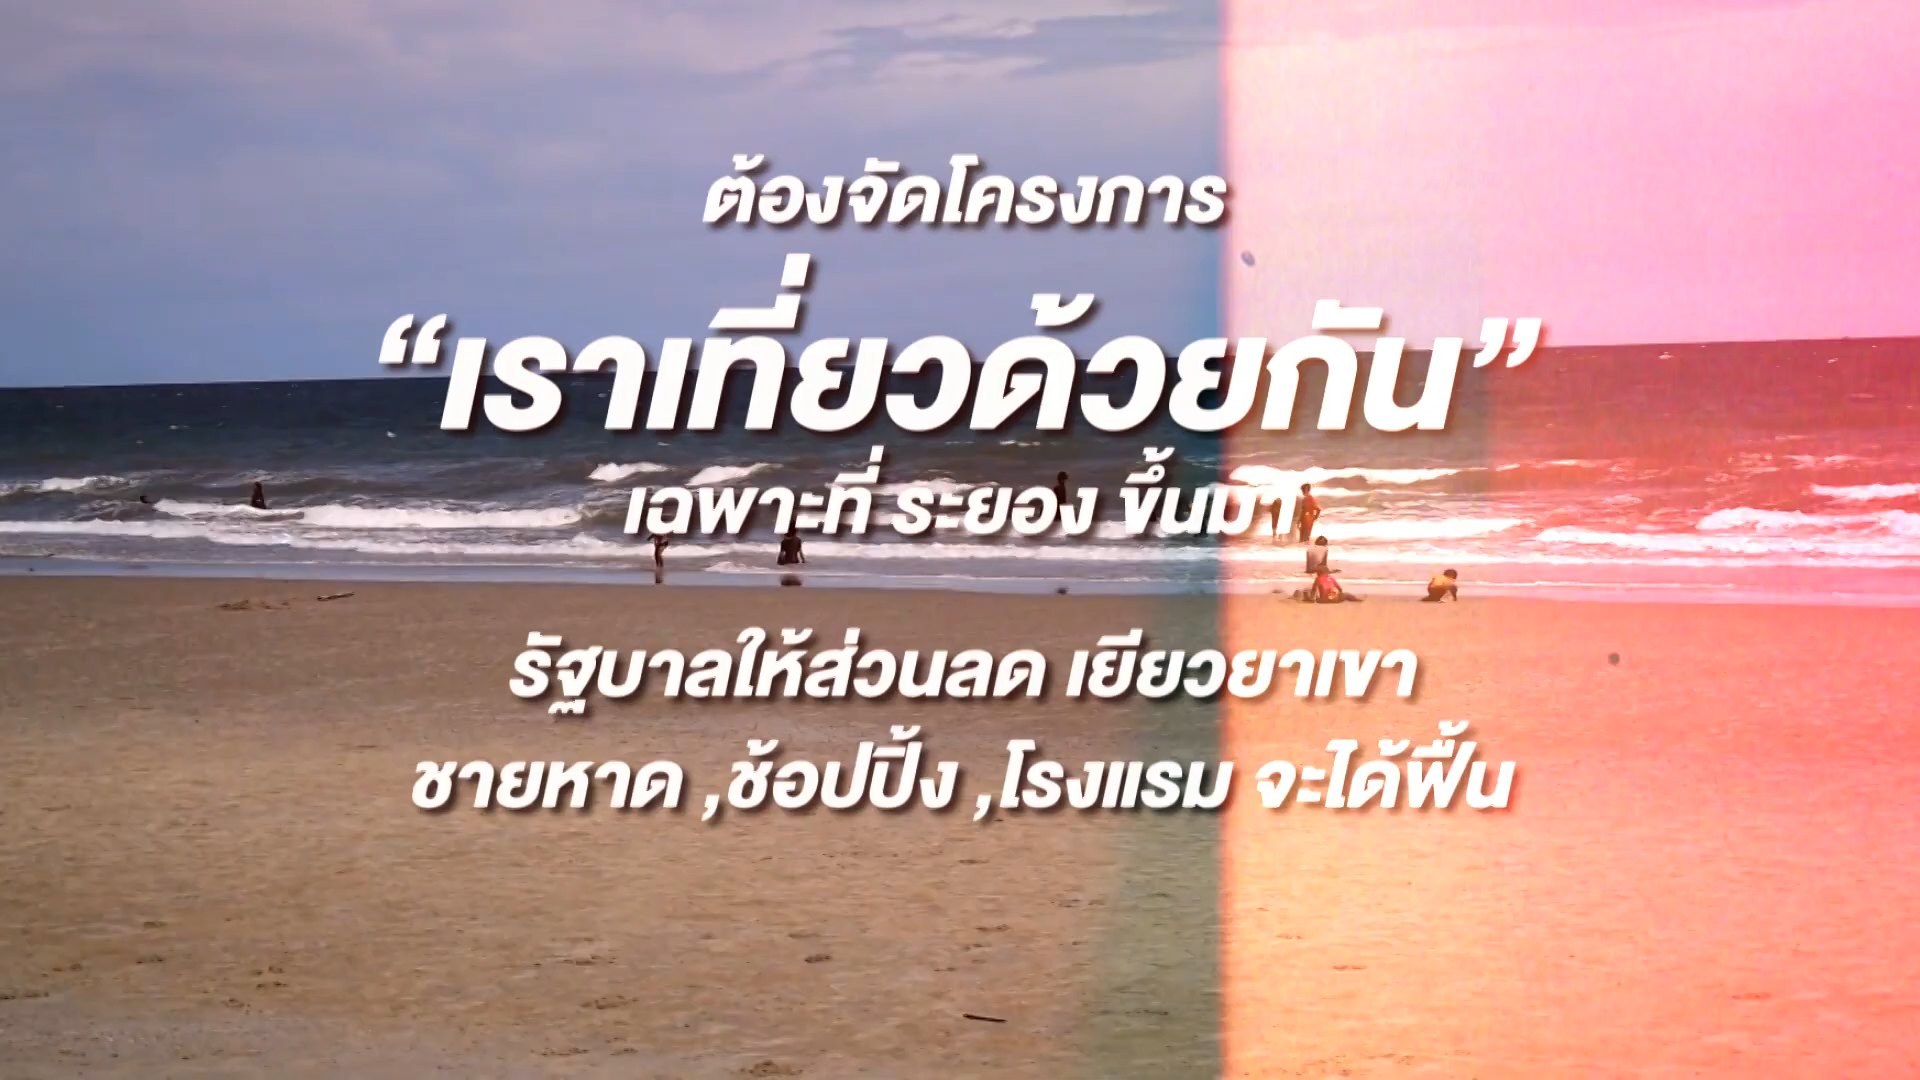 ต้องจัดโครงการ
“เราเที่ยวด้วยกัน”
เฉพาะที่ ระยอง ขึ้นมา
รัฐบาลให้ส่วนลด เยียวยาเขา
ชายหาด ,ช้อปปิ้ง ,โรงแรม จะได้ฟื้น